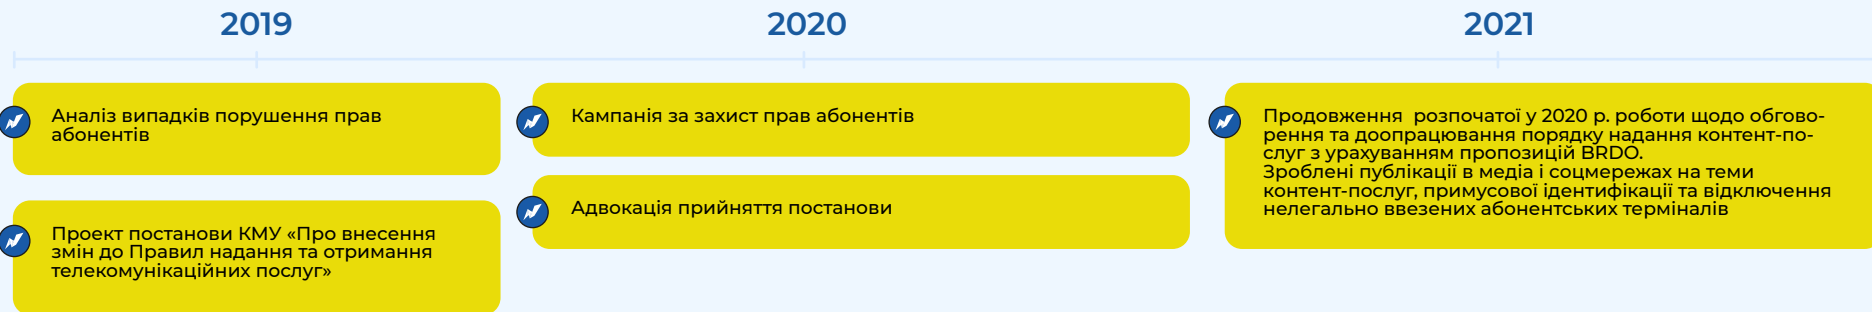 2019
2020
2021
Аналіз випадків порушення прав
абонентів
Проект постанови КМУ «Про внесення
змін до Правил надання та отримання
телекомунікаційних послуг»
Кампанія за захист прав абонентів
Адвокація прийняття постанови
Продовження  розпочатої у 2020 р. роботи щодо обгово-
рення та доопрацювання порядку надання контент-по-
слуг з урахуванням пропозицій BRDO.
Зроблені публікації в медіа і соцмережах на теми
контент-послуг, примусової ідентифікації та відключення
нелегально ввезених абонентських терміналів